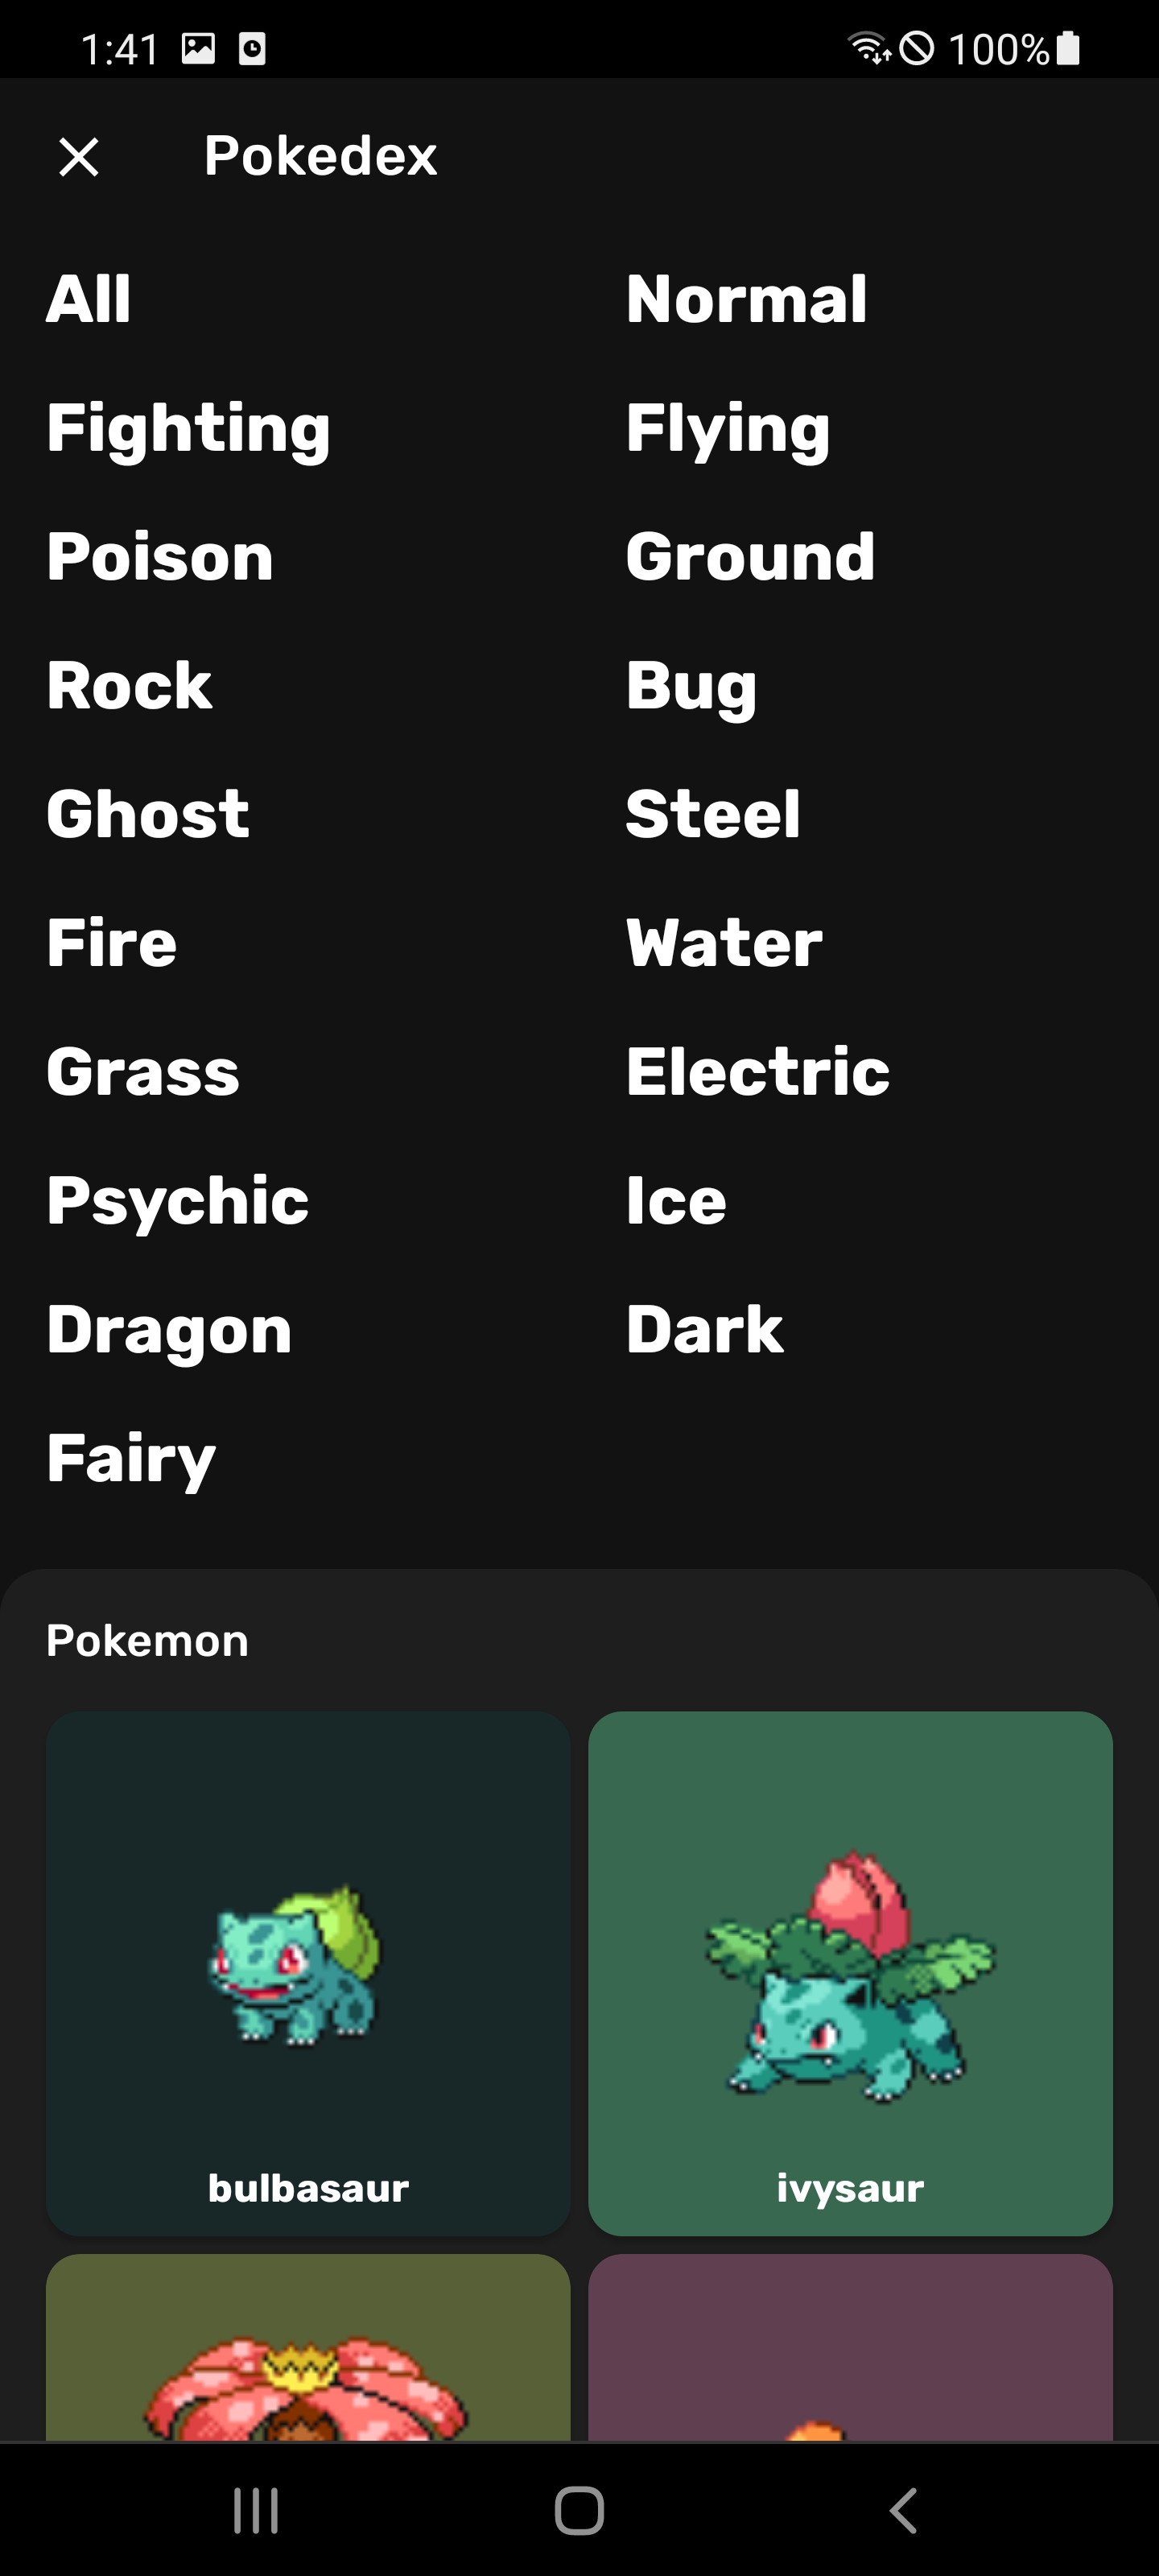 1:41 100%
Pokedex
All Normal
Fighting Flying
Poison Ground
Rock Bug
Ghost Steel
Fire Water
Grass Electric
Psychic Ice
Dragon Dark
Fairy
Pokemon
bulbasaur ivysaur